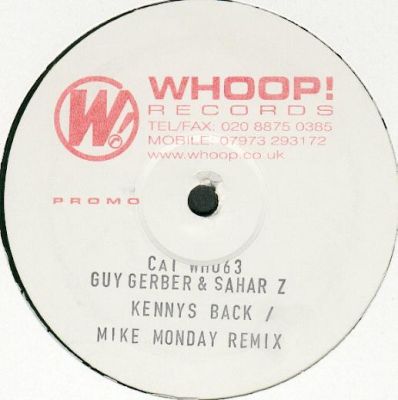 W!
WHOOP!
RECORDS
TEL/FAX: 020 8875 0385
MOBILE: 07973 293172
www.whoop.co.uk
PROMO
Cat WHO63
GUY GERBER & SAHAR Z
KENNYS BACK /
MIKE MONDAY REMIX